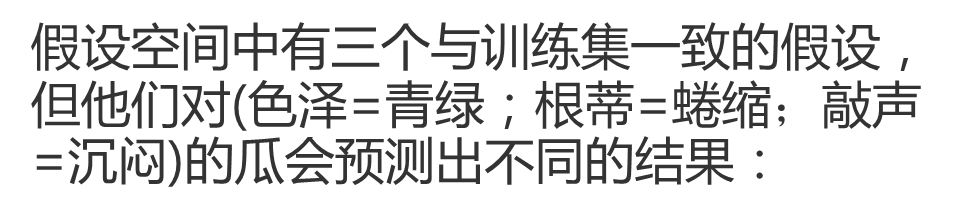 假设空间中有三个与训练集一致的假设，
但他们对(色泽=青绿；根蒂=蜷缩；敲声
=沉闷)的瓜会预测出不同的结果：